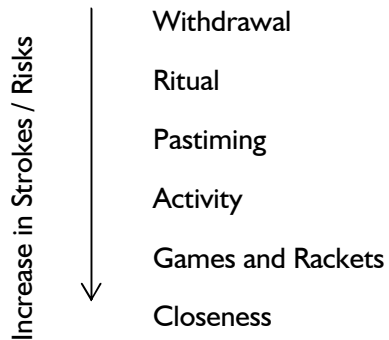 Increase in Strokes / Risks
Withdrawal
Ritual
Pastiming
Activity
Games and Rackets
Closeness